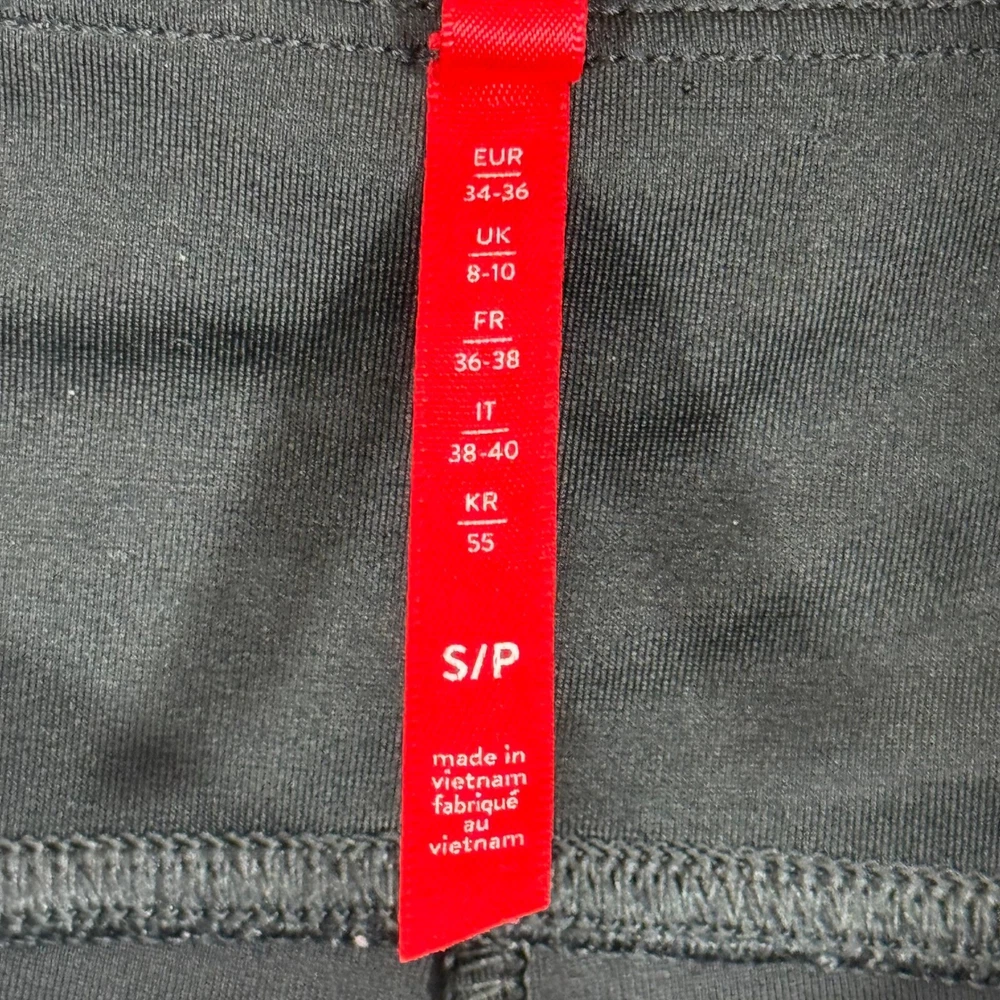 EUR
34-36
UK
8-10
FR
36-38
IT
38-40
KR
55
S/P
made in
vietnam
fabriqué
au
vietnam